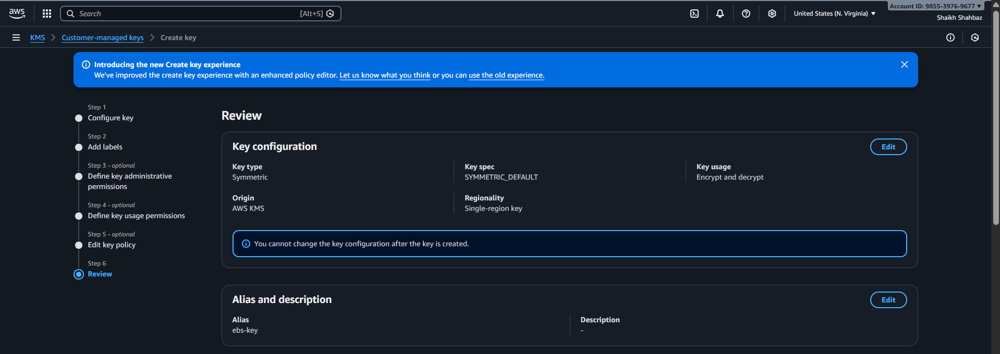 aws
Search
[Alt+S]
United States (N. Virginia)
Account ID: 9855-3976-9677
Shaikh Shahbaz
KMS
Customer-managed keys
Create key
Introducing the new Create key experience
We've improved the create key experience with an enhanced policy editor. Let us know what you think or you can use the old experience.
Step 1
Configure key
Step 2
Add labels
Step 3 - optional
Define key administrative
permissions
Step 4 - optional
Define key usage permissions
Step 5 - optional
Edit key policy
Step 6
Review
Review
Key configuration
Edit
Key type
Symmetric
Key spec
SYMMETRIC_DEFAULT
Key usage
Encrypt and decrypt
Origin
AWS KMS
Regionality
Single-region key
You cannot change the key configuration after the key is created.
Alias and description
Edit
Alias
ebs-key
Description
-